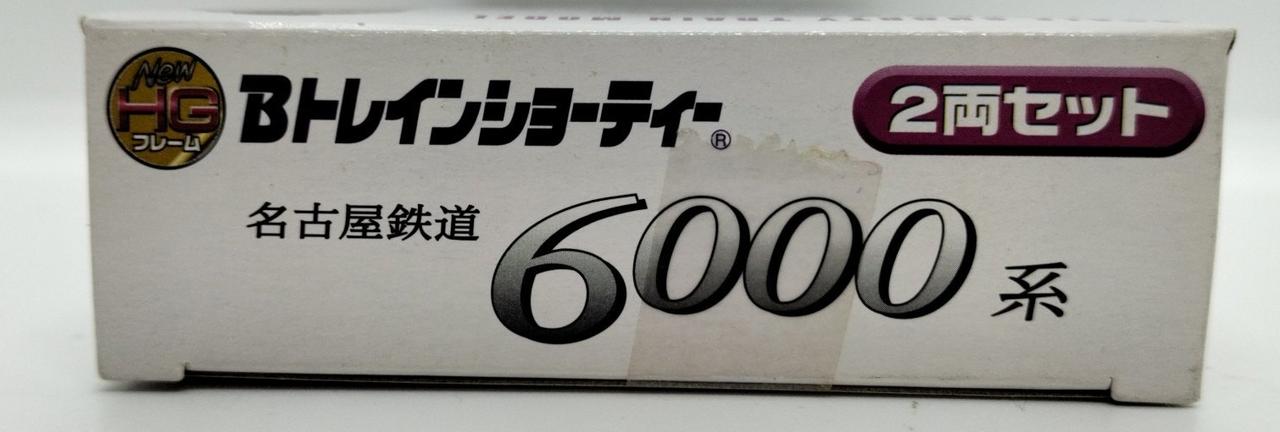 New
HG
フレーム
Bトレインショーティー®
2両セット
名古屋鉄道
6000系